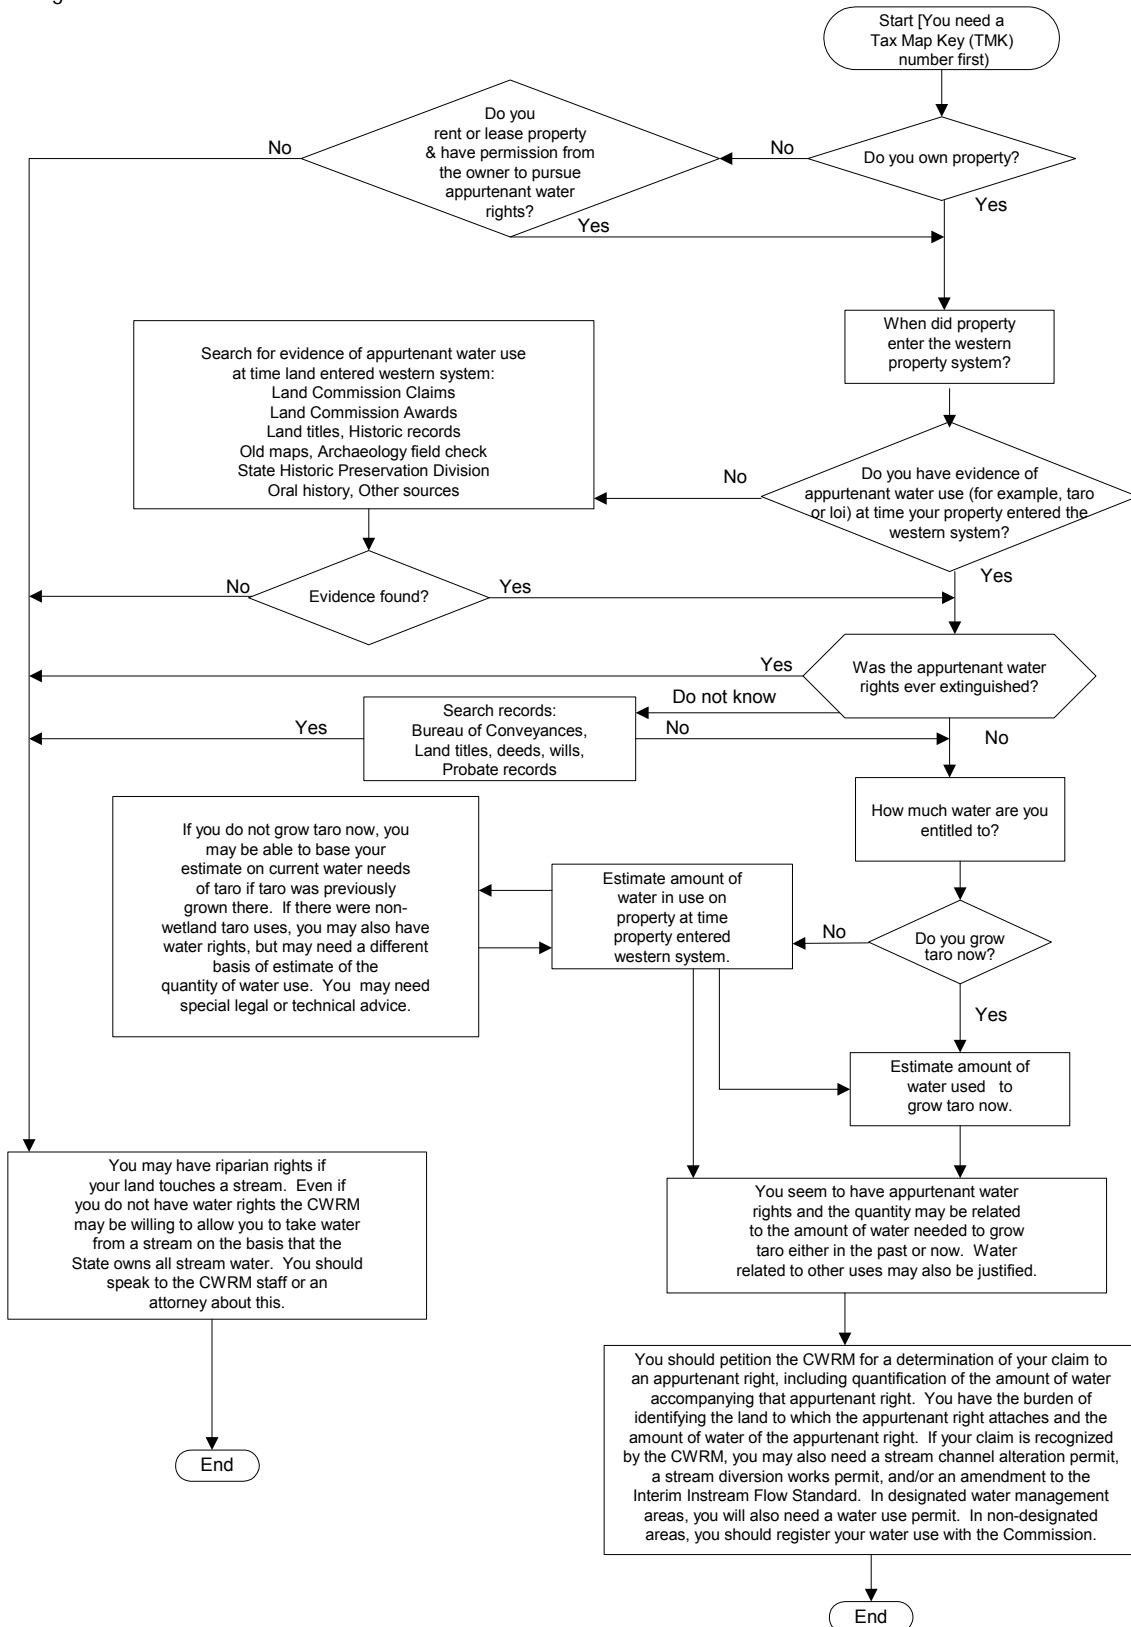 Start [You need a
Tax Map Key (TMK)
number first)
Do you own property?
No
Yes
Do you
rent or lease property
& have permission from
the owner to pursue
appurtenant water
rights?
No
Yes
When did property
enter the western
property system?
Do you have evidence of
appurtenant water use (for example, taro
or loi) at time your property entered the
western system?
No
Yes
Search for evidence of appurtenant water use
at time land entered western system:
Land Commission Claims
Land Commission Awards
Land titles, Historic records
Old maps, Archaeology field check
State Historic Preservation Division
Oral history, Other sources
Evidence found?
No
Yes
Was the appurtenant water
rights ever extinguished?
Yes
Do not know
No
Search records:
Bureau of Conveyances,
Land titles, deeds, wills,
Probate records
Yes
No
How much water are you
entitled to?
Do you grow
taro now?
No
Yes
Estimate amount of
water in use on
property at time
property entered
western system.
If you do not grow taro now, you
may be able to base your
estimate on current water needs
of taro if taro was previously
grown there. If there were non-
wetland taro uses, you may also have
water rights, but may need a different
basis of estimate of the
quantity of water use. You may need
special legal or technical advice.
Estimate amount of
water used to
grow taro now.
You may have riparian rights if
your land touches a stream. Even if
you do not have water rights the CWRM
may be willing to allow you to take water
from a stream on the basis that the
State owns all stream water. You should
speak to the CWRM staff or an
attorney about this.
End
You seem to have appurtenant water
rights and the quantity may be related
to the amount of water needed to grow
taro either in the past or now. Water
related to other uses may also be justified.
You should petition the CWRM for a determination of your claim to
an appurtenant right, including quantification of the amount of water
accompanying that appurtenant right. You have the burden of
identifying the land to which the appurtenant right attaches and the
amount of water of the appurtenant right. If your claim is recognized
by the CWRM, you may also need a stream channel alteration permit,
a stream diversion works permit, and/or an amendment to the
Interim Instream Flow Standard. In designated water management
areas, you will also need a water use permit. In non-designated
areas, you should register your water use with the Commission.
End